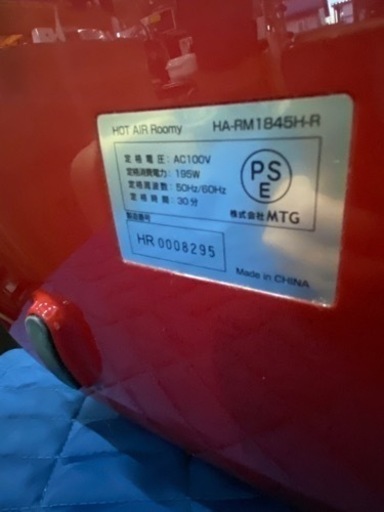 HOT AIR Roomy HA-RM1845H-R
定格電圧：AC100V
定格消費電力：195W
定格周波数：50Hz/60Hz
定格時間：30分
PS
E
株式会社MTG
製造番号
HR 0008295
Made in CHINA